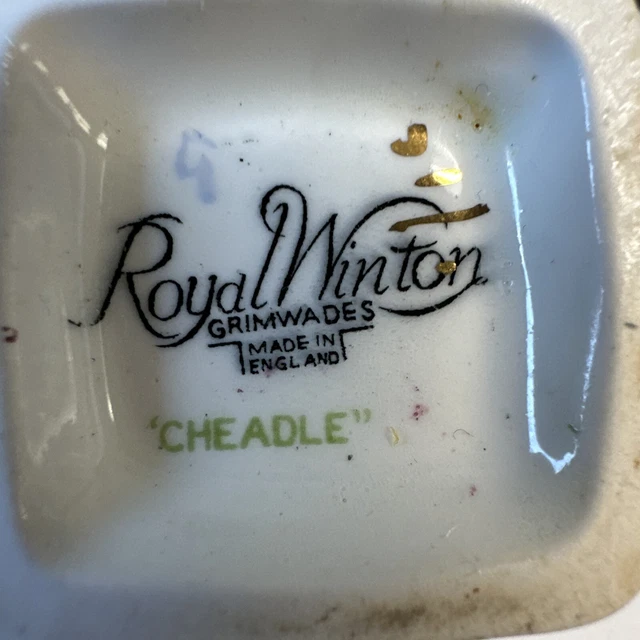 Royal Winton
GRIMWADES
MADE IN
ENGLAND
'CHEADLE"